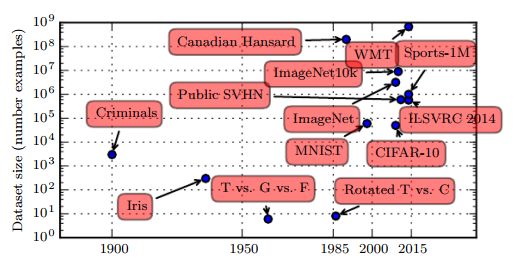 Dataset size (number examples)
10^9
10^8
10^7
10^6
10^5
10^4
10^3
10^2
10^1
10^0
Canadian Hansard
WMT
Sports-1M
ImageNet10k
Public SVHN
Criminals
ImageNet
ILSVRC 2014
MNIST
CIFAR-10
T vs. G vs. F
Rotated T vs. C
Iris
1900
1950
1985
2000
2015